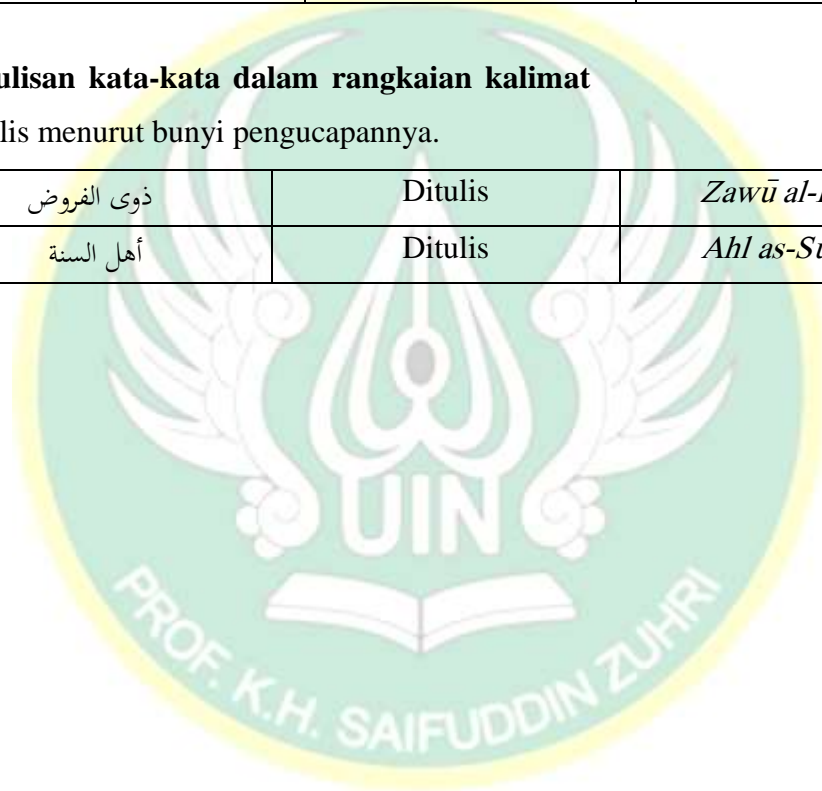 ulisan kata-kata dalam rangkaian kalimat
lis menurut bunyi pengucapannya.
ذوى الفروض Ditulis Zawū al-
أهل السنة Ditulis Ahl as-Su
UIN
PROF. K.H. SAIFUDDIN ZUHRI